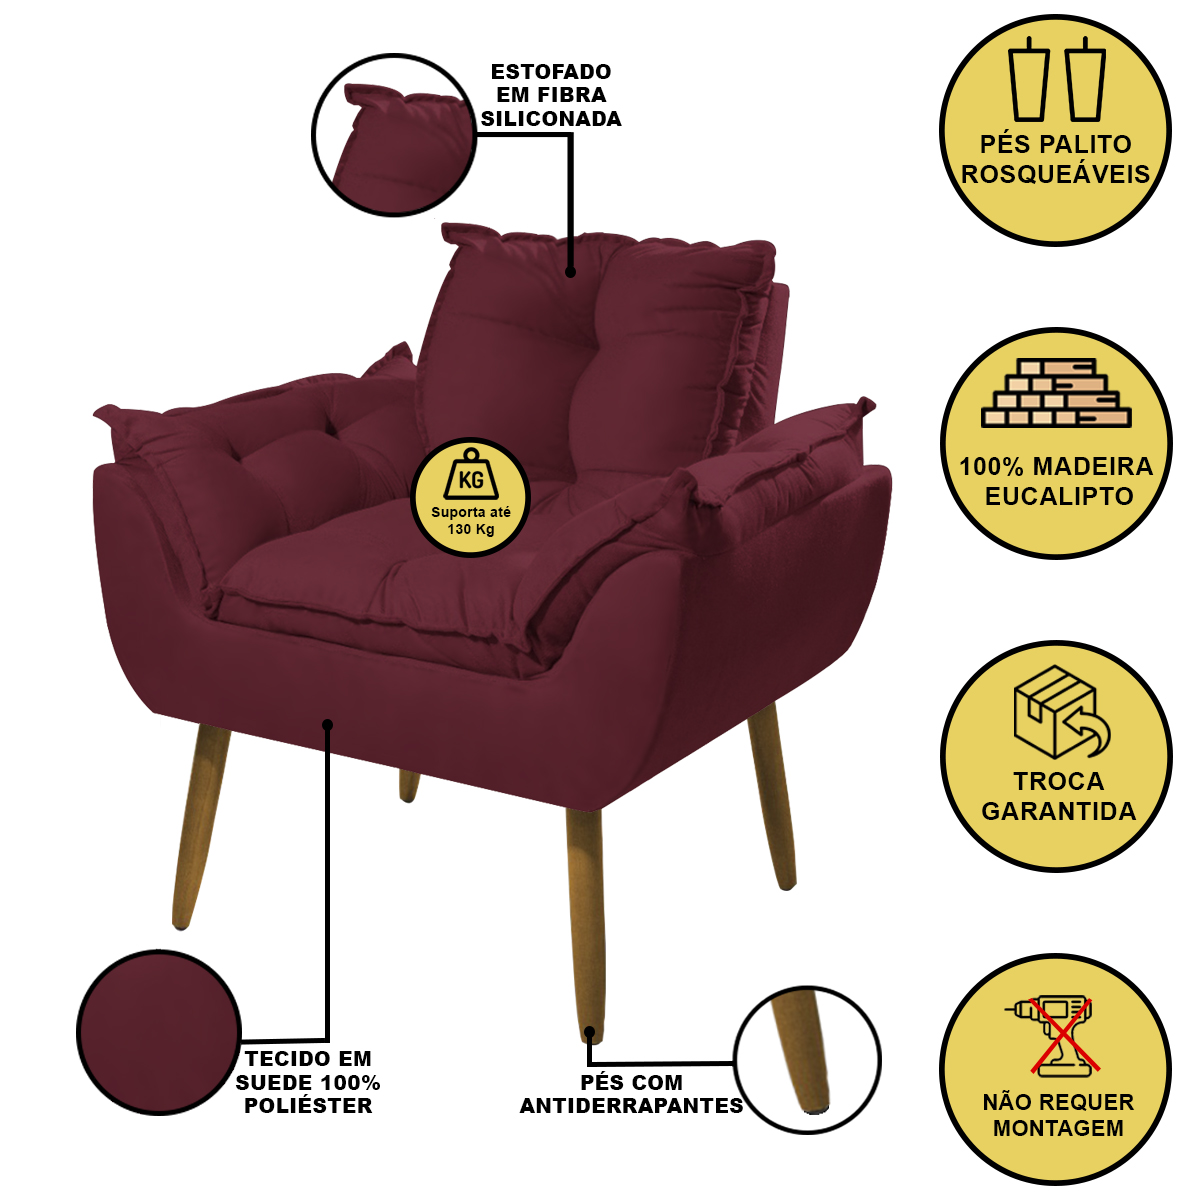 ESTOFADO
EM FIBRA
SILICONADA
PÉS PALITO
ROSQUEÁVEIS
100% MADEIRA
EUCALIPTO
KG
Suporta até
130 Kg
TROCA
GARANTIDA
TECIDO EM
SUEDE 100%
POLIÉSTER
PÉS COM
ANTIDERRAPANTES
NÃO REQUER
MONTAGEM